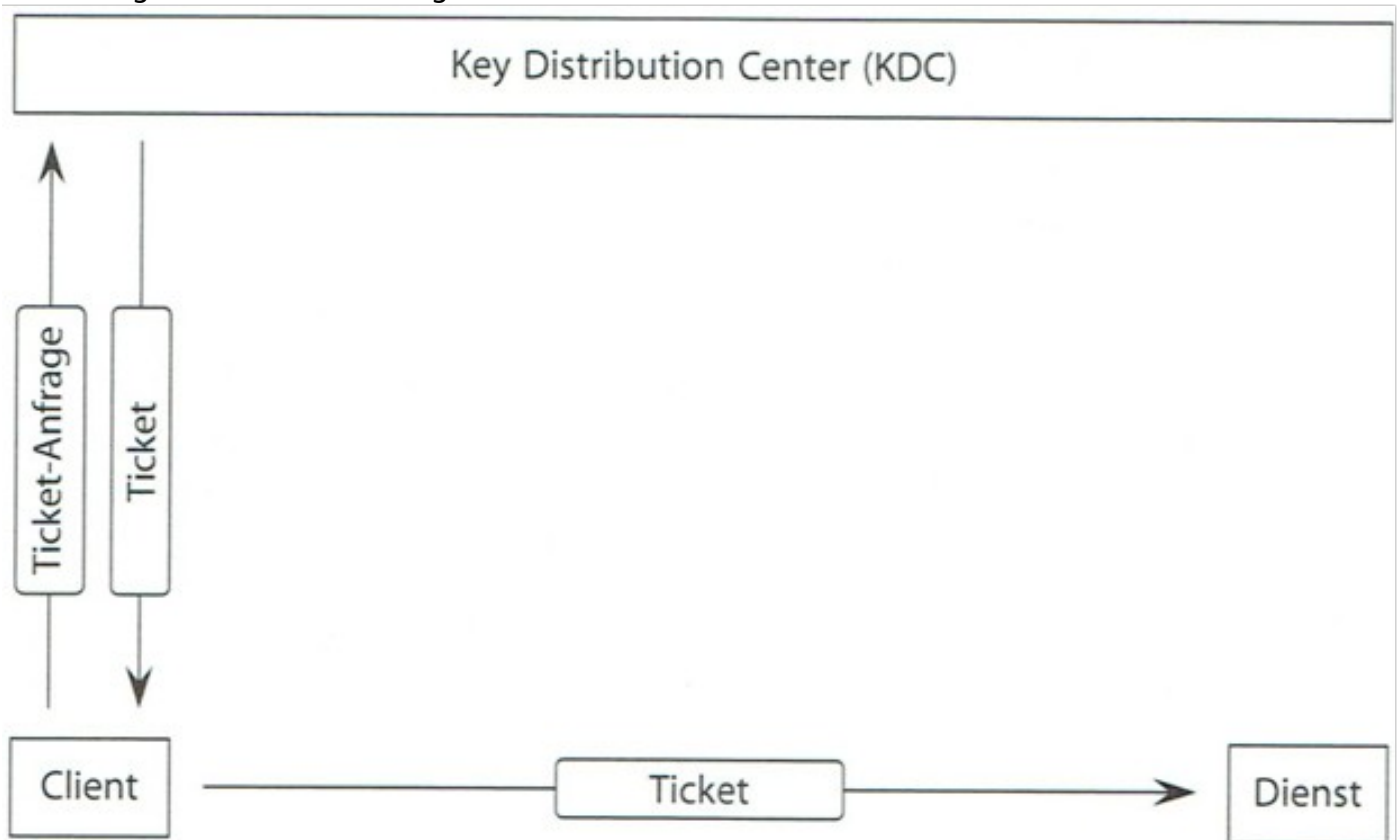 Key Distribution Center (KDC)
Ticket-Anfrage
Ticket
Client
Ticket
Dienst